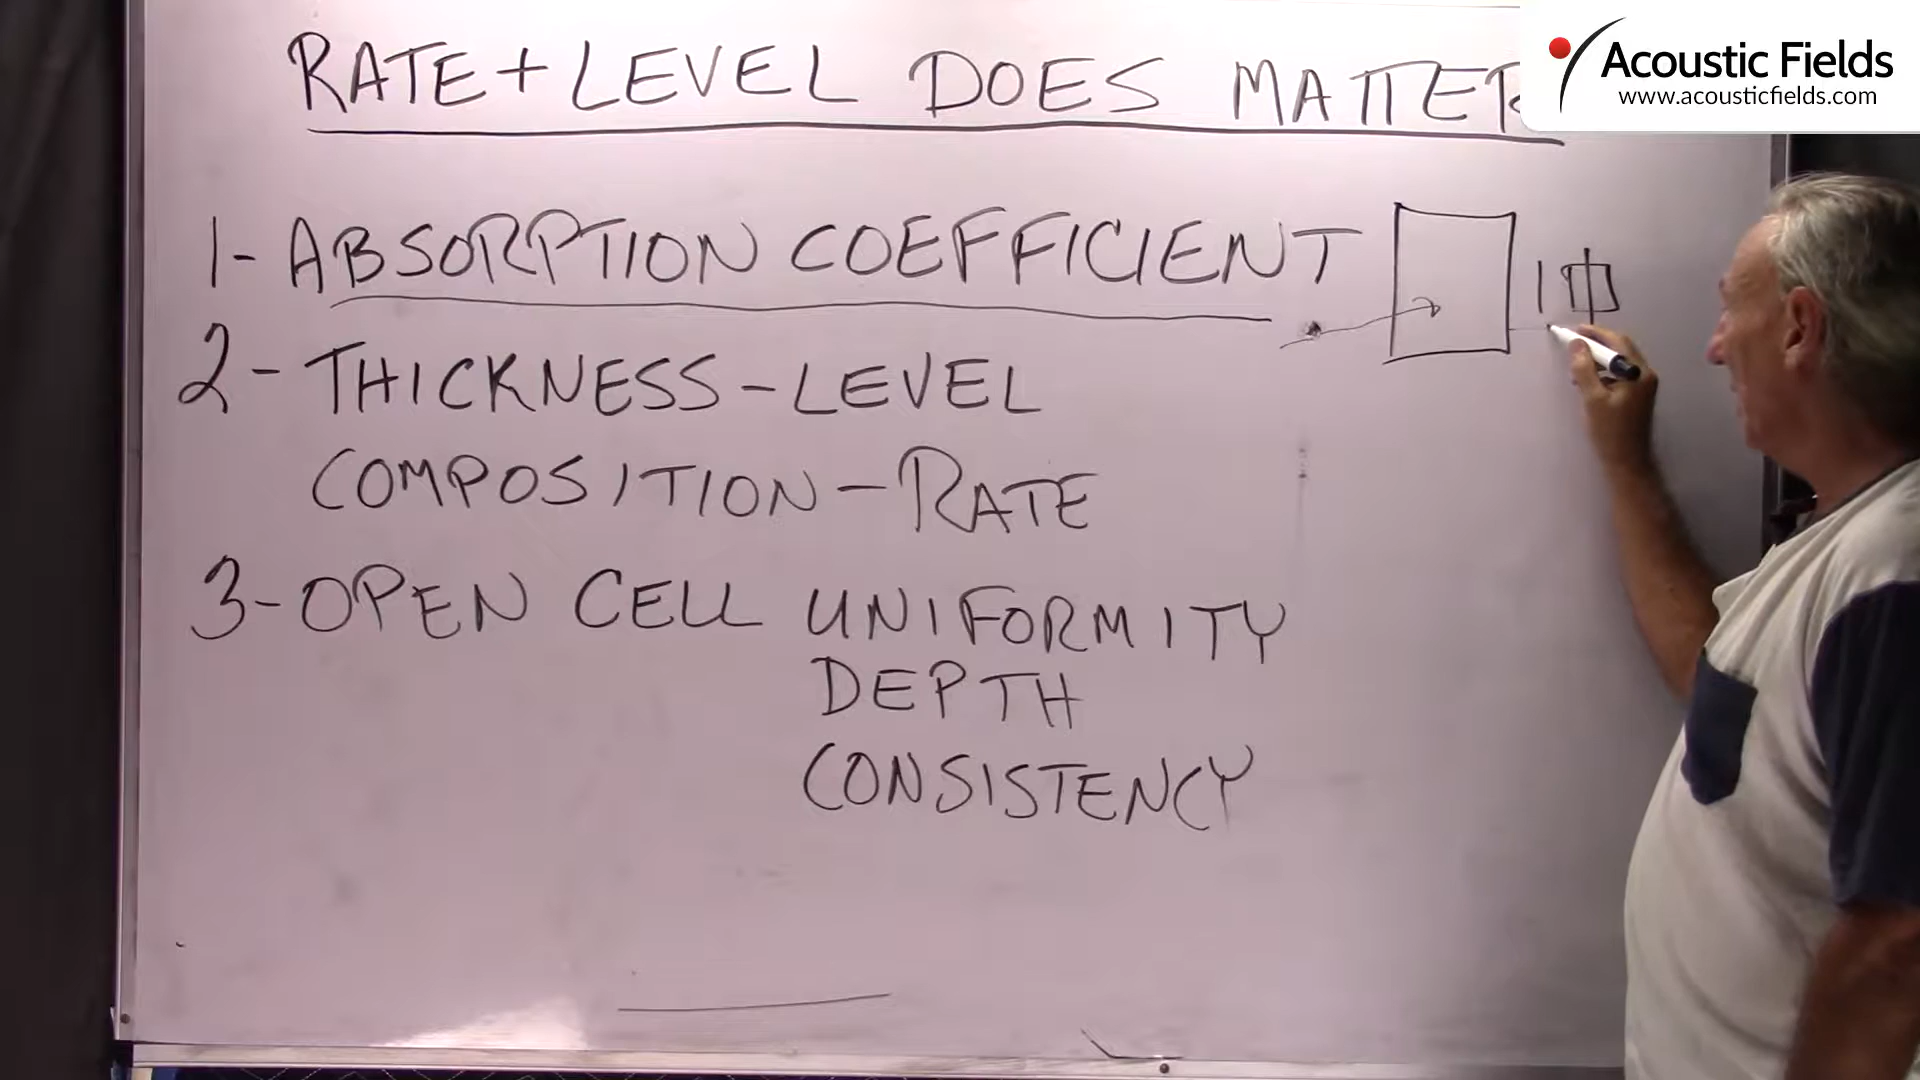 RATE + LEVEL DOES MATTER
Acoustic Fields
www.acousticfields.com
1- ABSORPTION COEFFICIENT
2- THICKNESS - LEVEL
COMPOSITION - RATE
3- OPEN CELL UNIFORMITY
DEPTH
CONSISTENCY